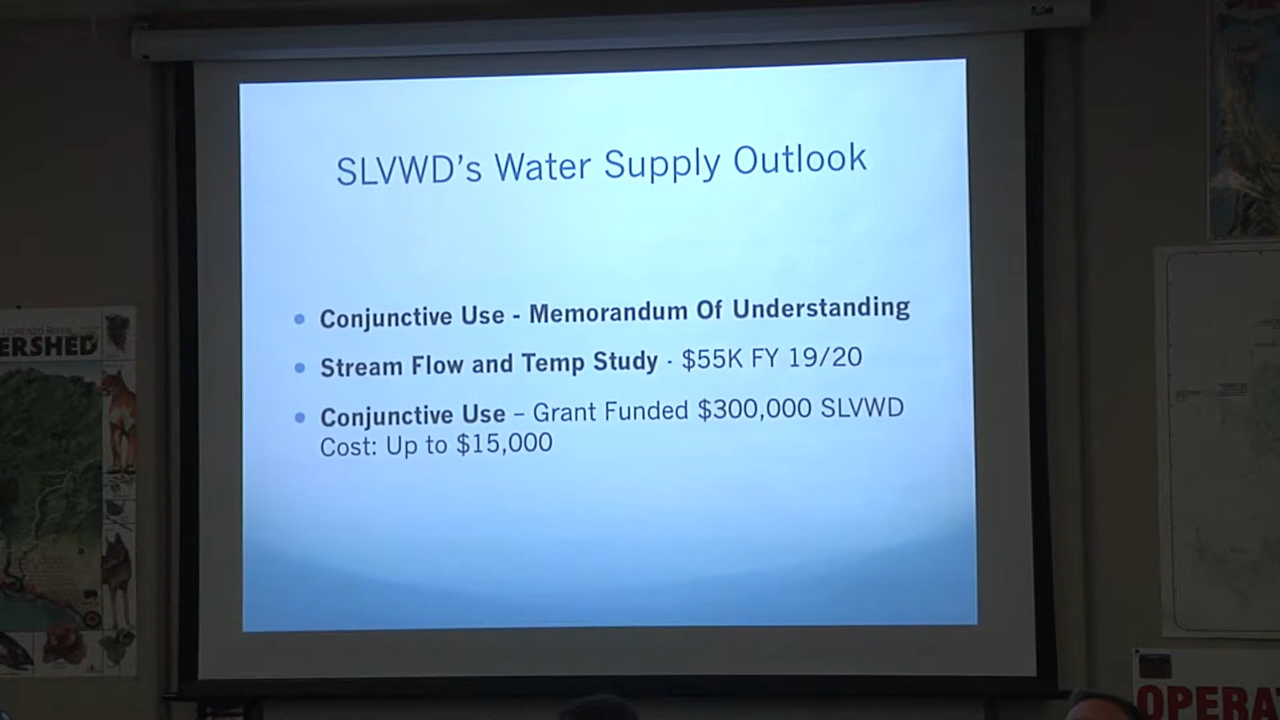 SLVWD's Water Supply Outlook
Conjunctive Use - Memorandum Of Understanding
Stream Flow and Temp Study · $55K FY 19/20
Conjunctive Use – Grant Funded $300,000 SLVWD
Cost: Up to $15,000
ERSHED
OPERA